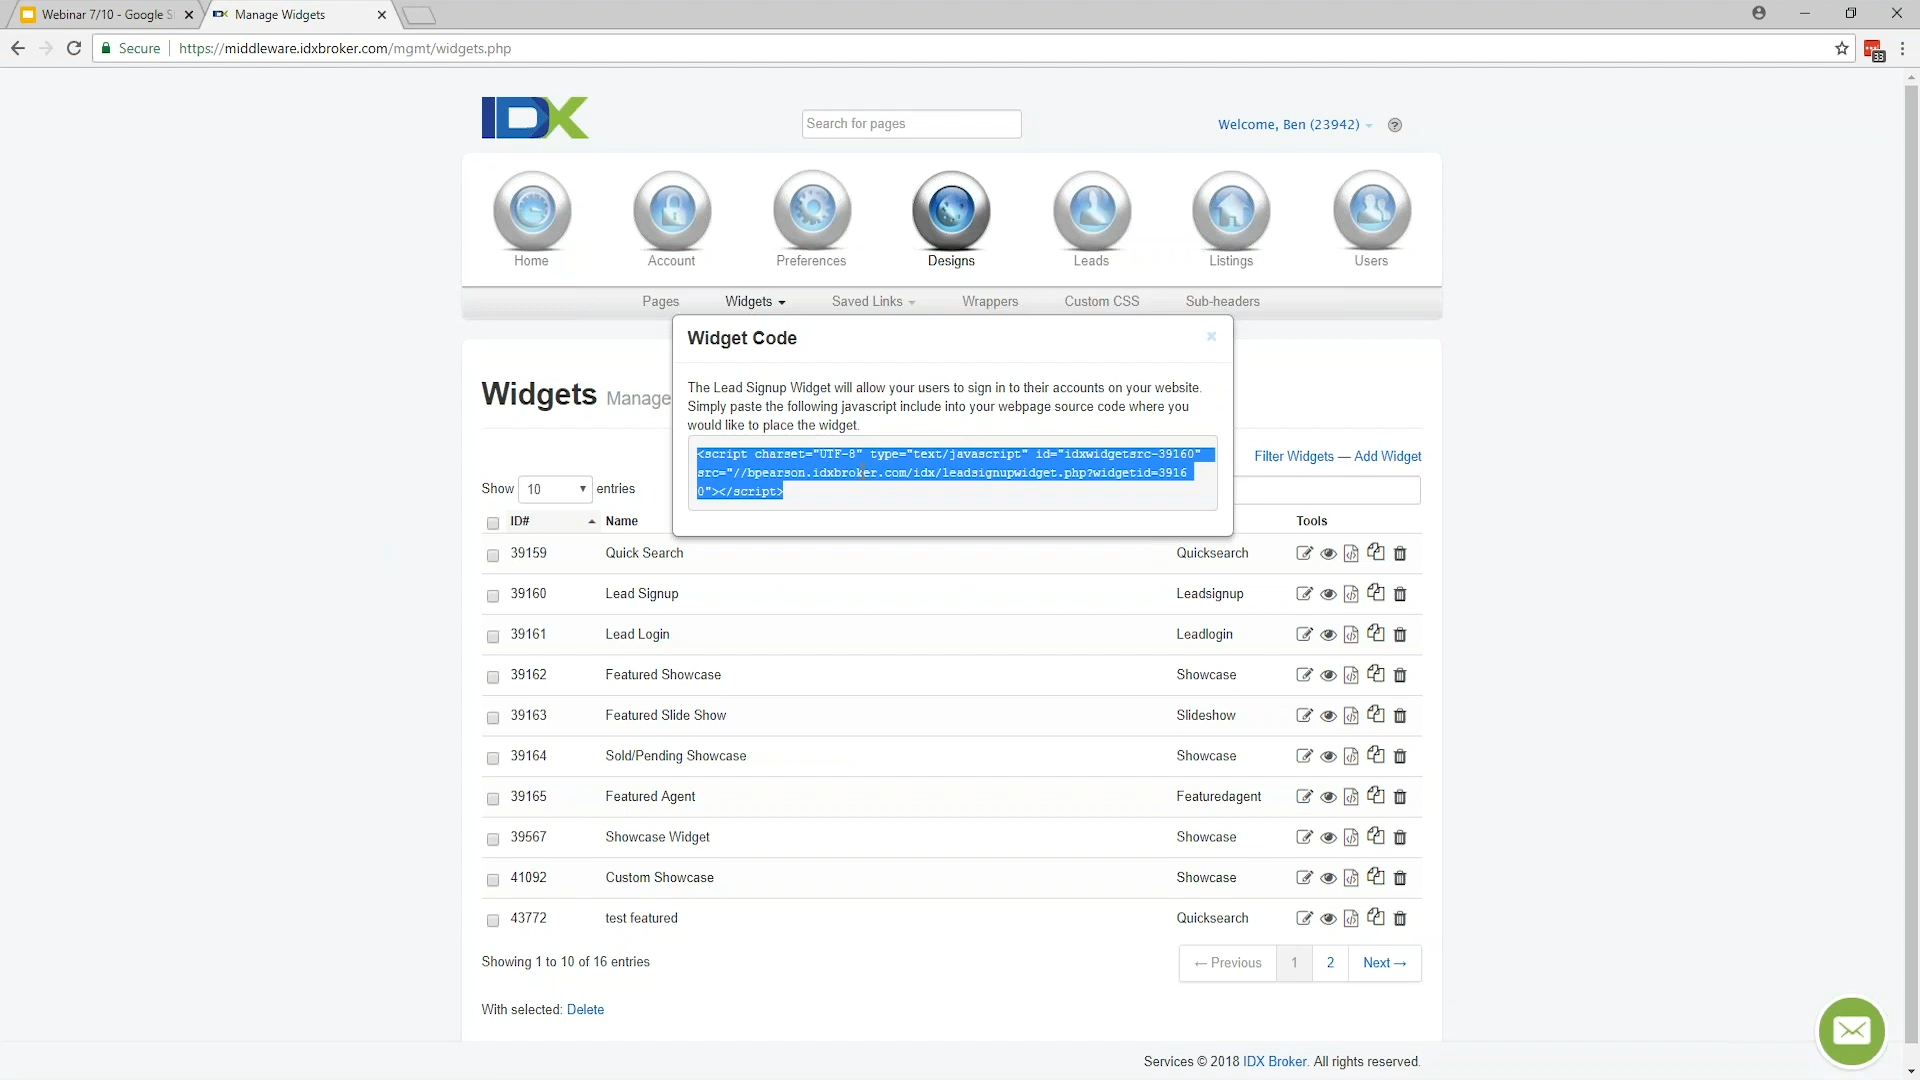 Webinar 7/10 - Google S
Manage Widgets
Secure
https://middleware.idxbroker.com/mgmt/widgets.php
33
IDX
Search for pages
Welcome, Ben (23942)
?
Home
Account
Preferences
Designs
Leads
Listings
Users
Pages
Widgets
Saved Links
Wrappers
Custom CSS
Sub-headers
Widget Code
×
The Lead Signup Widget will allow your users to sign in to their accounts on your website.
Simply paste the following javascript include into your webpage source code where you
would like to place the widget.
<script charset="UTF-8" type="text/javascript" id="idxwidgetsrc-39160"
src="//bpearson.idxbroker.com/idx/leadsignupwidget.php?widgetid=3916
0"></script>
Widgets Manage
Filter Widgets — Add Widget
Show 10 entries
ID# Name Tools
39159 Quick Search Quicksearch
39160 Lead Signup Leadsignup
39161 Lead Login Leadlogin
39162 Featured Showcase Showcase
39163 Featured Slide Show Slideshow
39164 Sold/Pending Showcase Showcase
39165 Featured Agent Featuredagent
39567 Showcase Widget Showcase
41092 Custom Showcase Showcase
43772 test featured Quicksearch
Showing 1 to 10 of 16 entries
← Previous 1 2 Next →
With selected: Delete
Services © 2018 IDX Broker. All rights reserved.